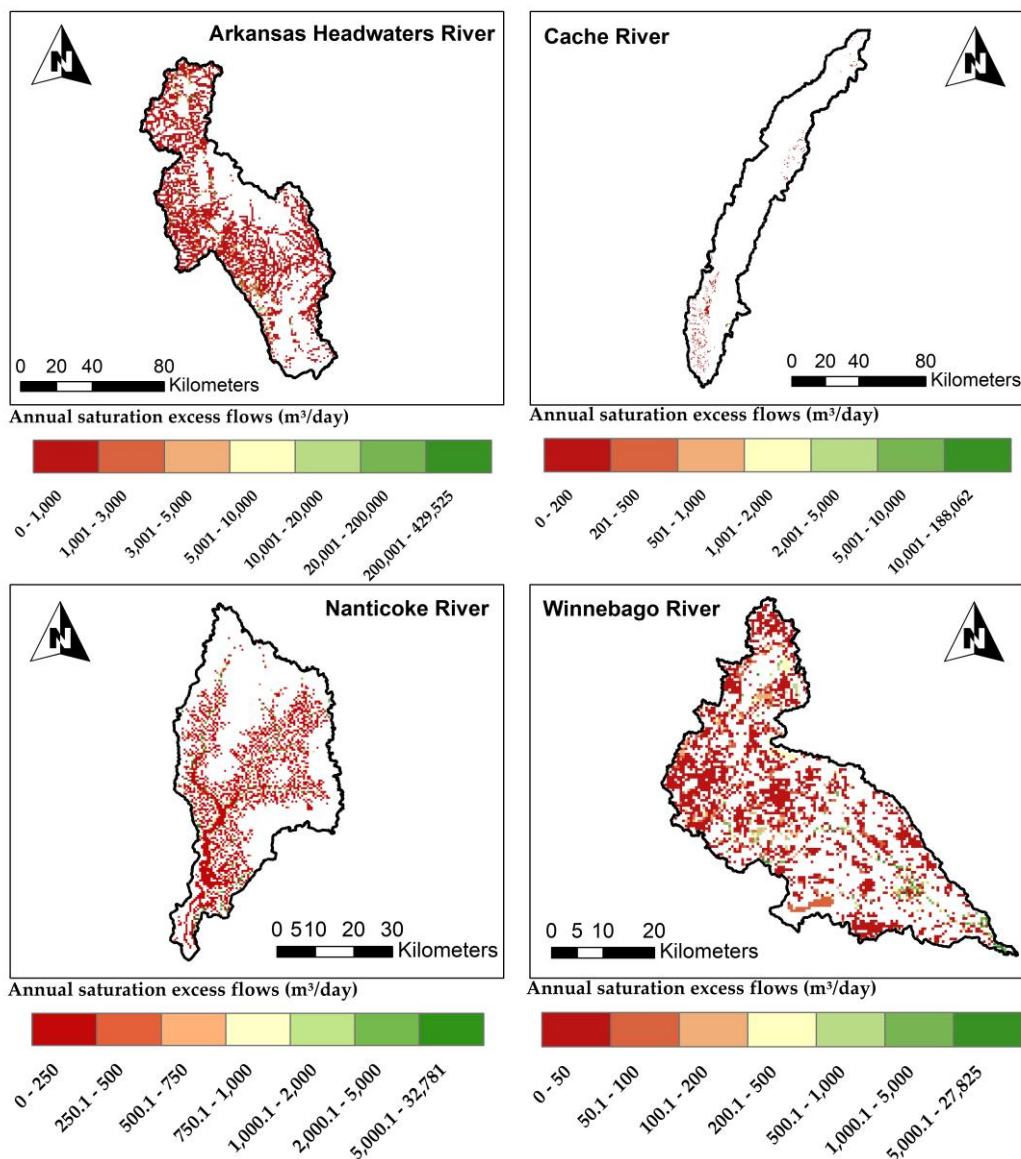 Arkansas Headwaters River
N
0 20 40 80
Kilometers
Annual saturation excess flows (m³/day)
0 - 1,000
1,001 - 3,000
3,001 - 5,000
5,001 - 10,000
10,001 - 20,000
20,001 - 200,000
200,001 - 429,525
Cache River
N
0 20 40 80
Kilometers
Annual saturation excess flows (m³/day)
0 - 200
201 - 500
501 - 1,000
1,001 - 2,000
2,001 - 5,000
5,001 - 10,000
10,001 - 188,062
Nanticoke River
N
0 510 20 30
Kilometers
Annual saturation excess flows (m³/day)
0 - 250
250.1 - 500
500.1 - 750
750.1 - 1,000
1,000.1 - 2,000
2,000.1 - 5,000
5,000.1 - 32,781
Winnebago River
N
0 5 10 20
Kilometers
Annual saturation excess flows (m³/day)
0 - 50
50.1 - 100
100.1 - 200
200.1 - 500
500.1 - 1,000
1,000.1 - 5,000
5,000.1 - 27,825